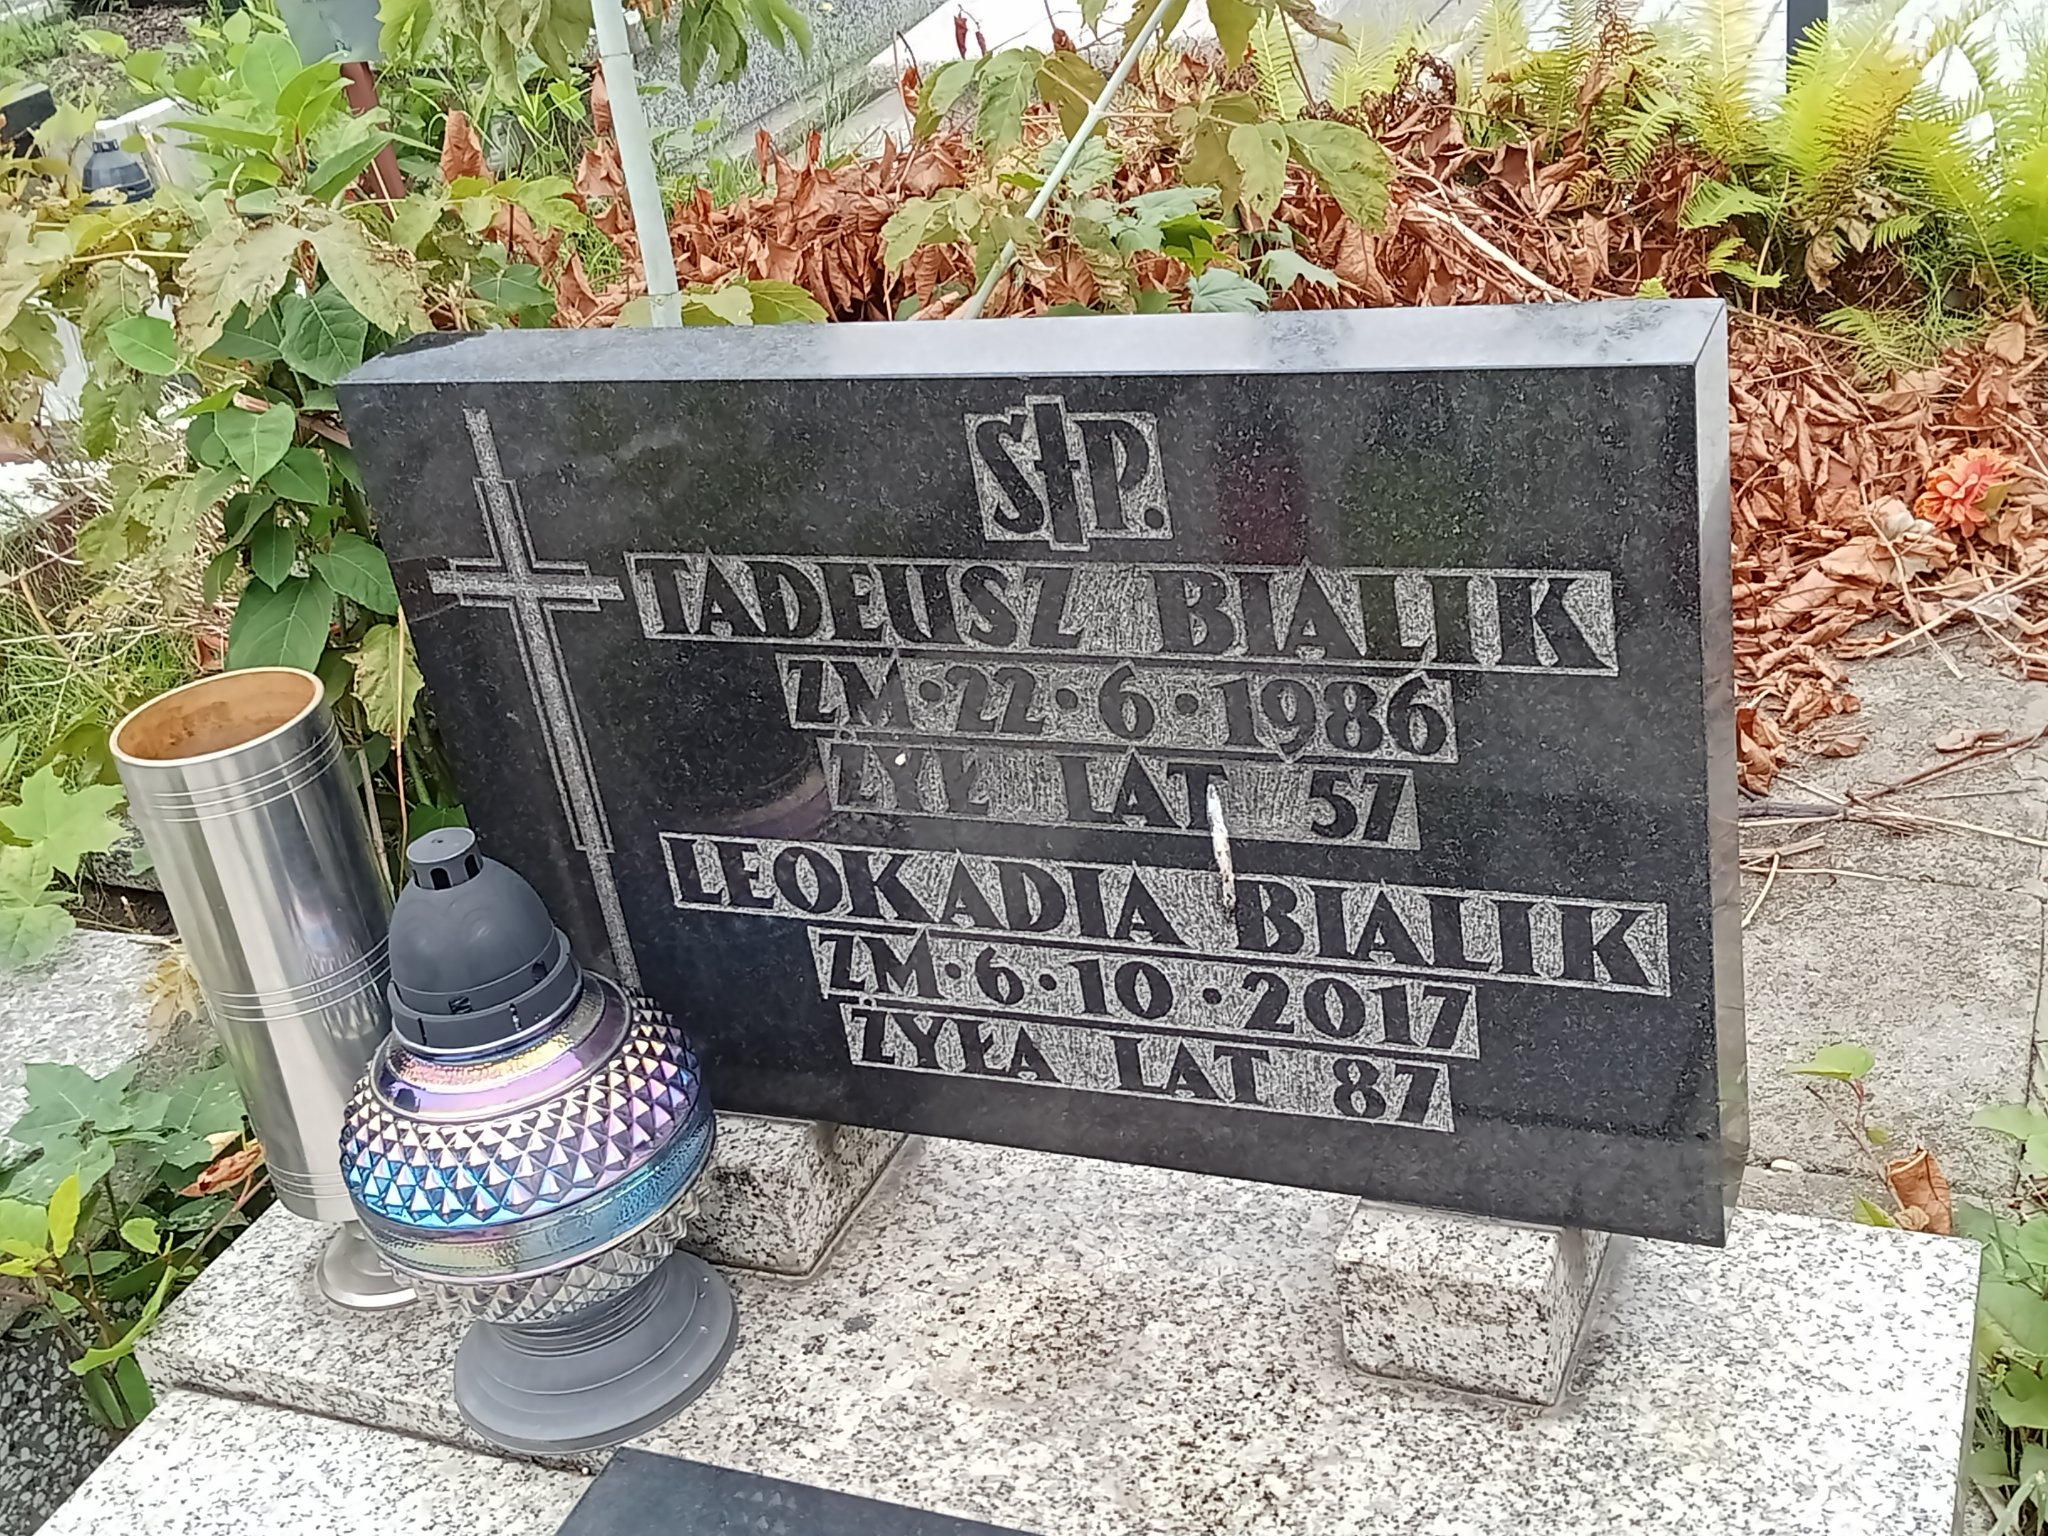 Ś†P.
TADEUSZ BIALIK
ZM·22·6·1986
ŻYŁ LAT 57
LEOKADIA BIALIK
ZM·6·10·2017
ŻYŁA LAT 87